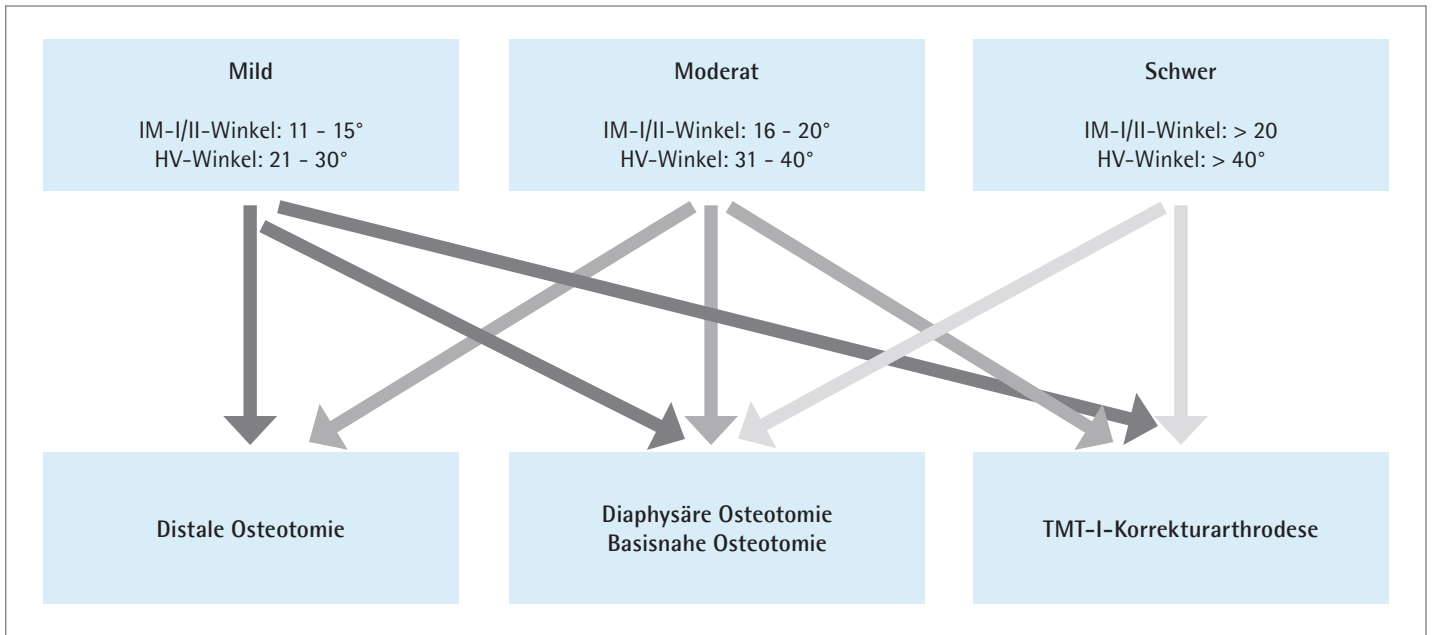 Mild
IM-I/II-Winkel: 11 - 15°
HV-Winkel: 21 - 30°
Moderat
IM-I/II-Winkel: 16 - 20°
HV-Winkel: 31 - 40°
Schwer
IM-I/II-Winkel: > 20
HV-Winkel: > 40°
Distale Osteotomie
Diaphysäre Osteotomie
Basisnahe Osteotomie
TMT-I-Korrekturarthrodese